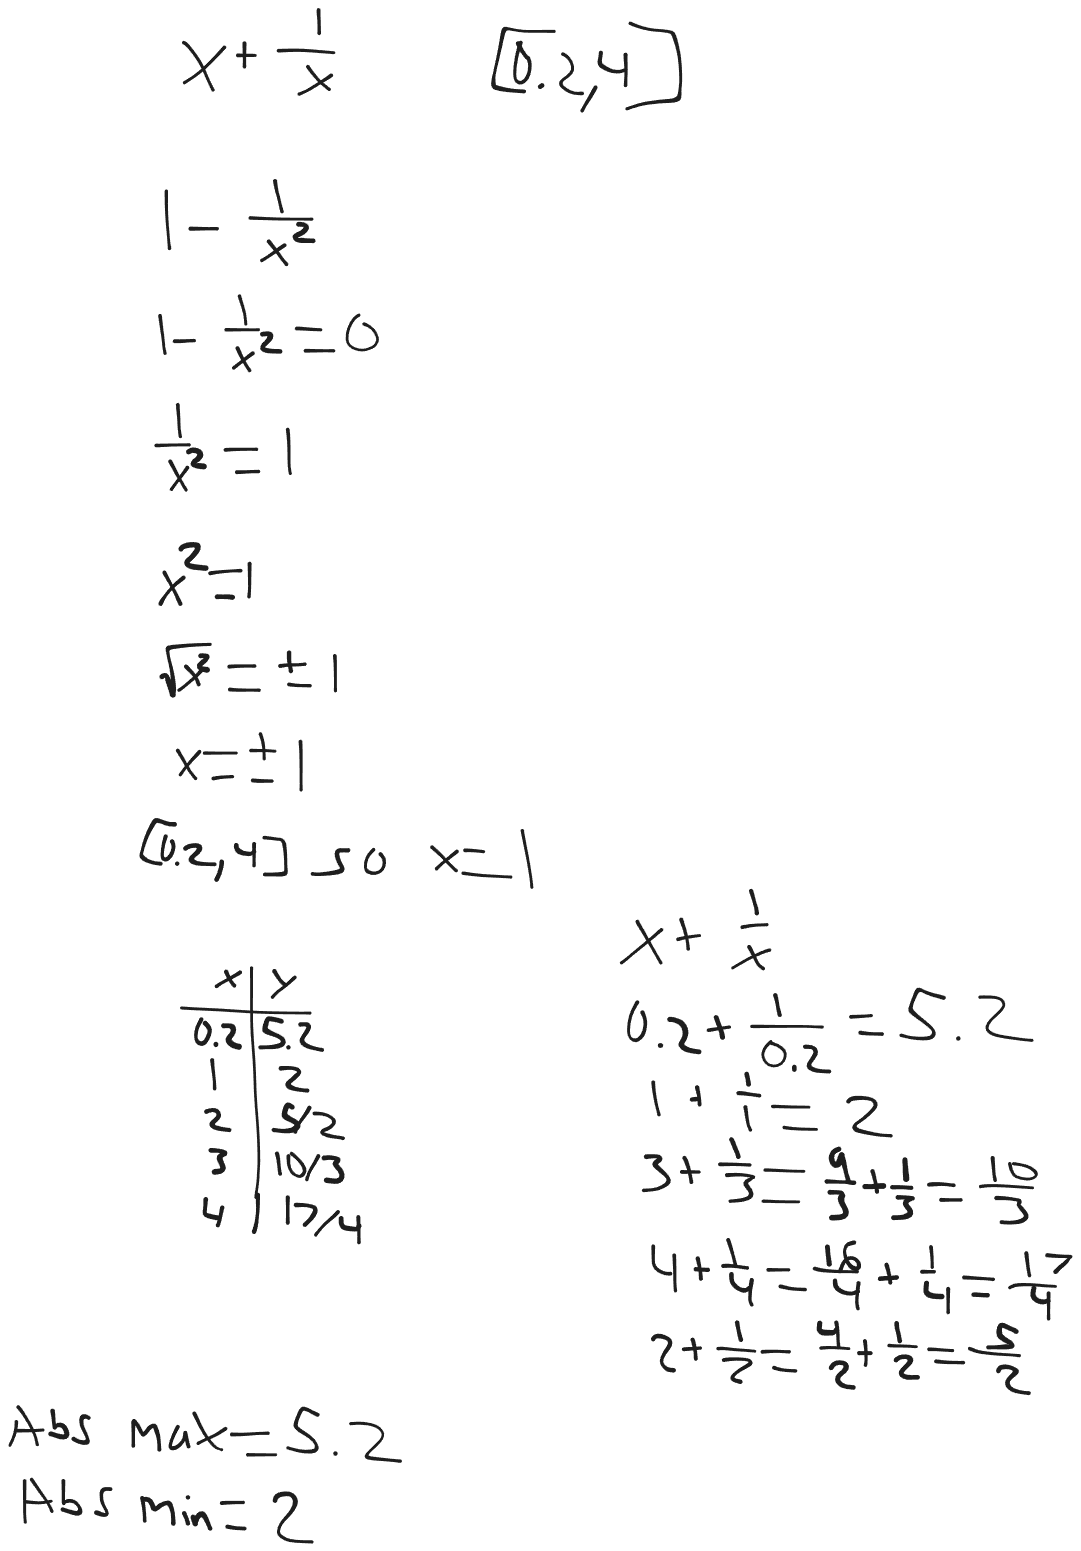 x + 1/x [0.2,4]
1 - 1/x²
1 - 1/x² = 0
1/x² = 1
x² = 1
√x² = ± 1
x = ± 1
[0.2,4] so x = 1
x | y
0.2 | 5.2
1 | 2
2 | 5/2
3 | 10/3
4 | 17/4
x + 1/x
0.2 + 1/0.2 = 5.2
1 + 1/1 = 2
3 + 1/3 = 9/3 + 1/3 = 10/3
4 + 1/4 = 16/4 + 1/4 = 17/4
2 + 1/2 = 4/2 + 1/2 = 5/2
Abs max = 5.2
Abs min = 2